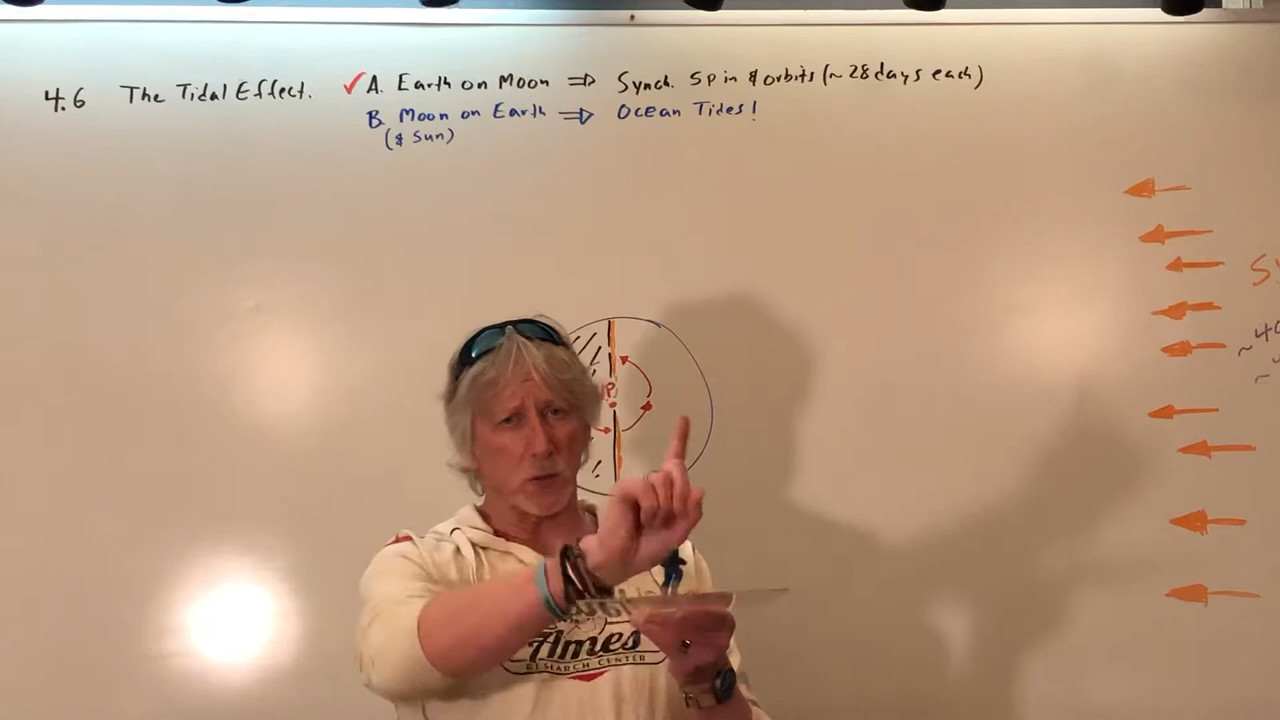 4.6 The Tidal Effect. ✓A. Earth on Moon ⇒ Synch. Spin & orbits (~28 days each)
B. Moon on Earth ⇒ Ocean Tides!
(& Sun)
Ames
RESEARCH CENTER